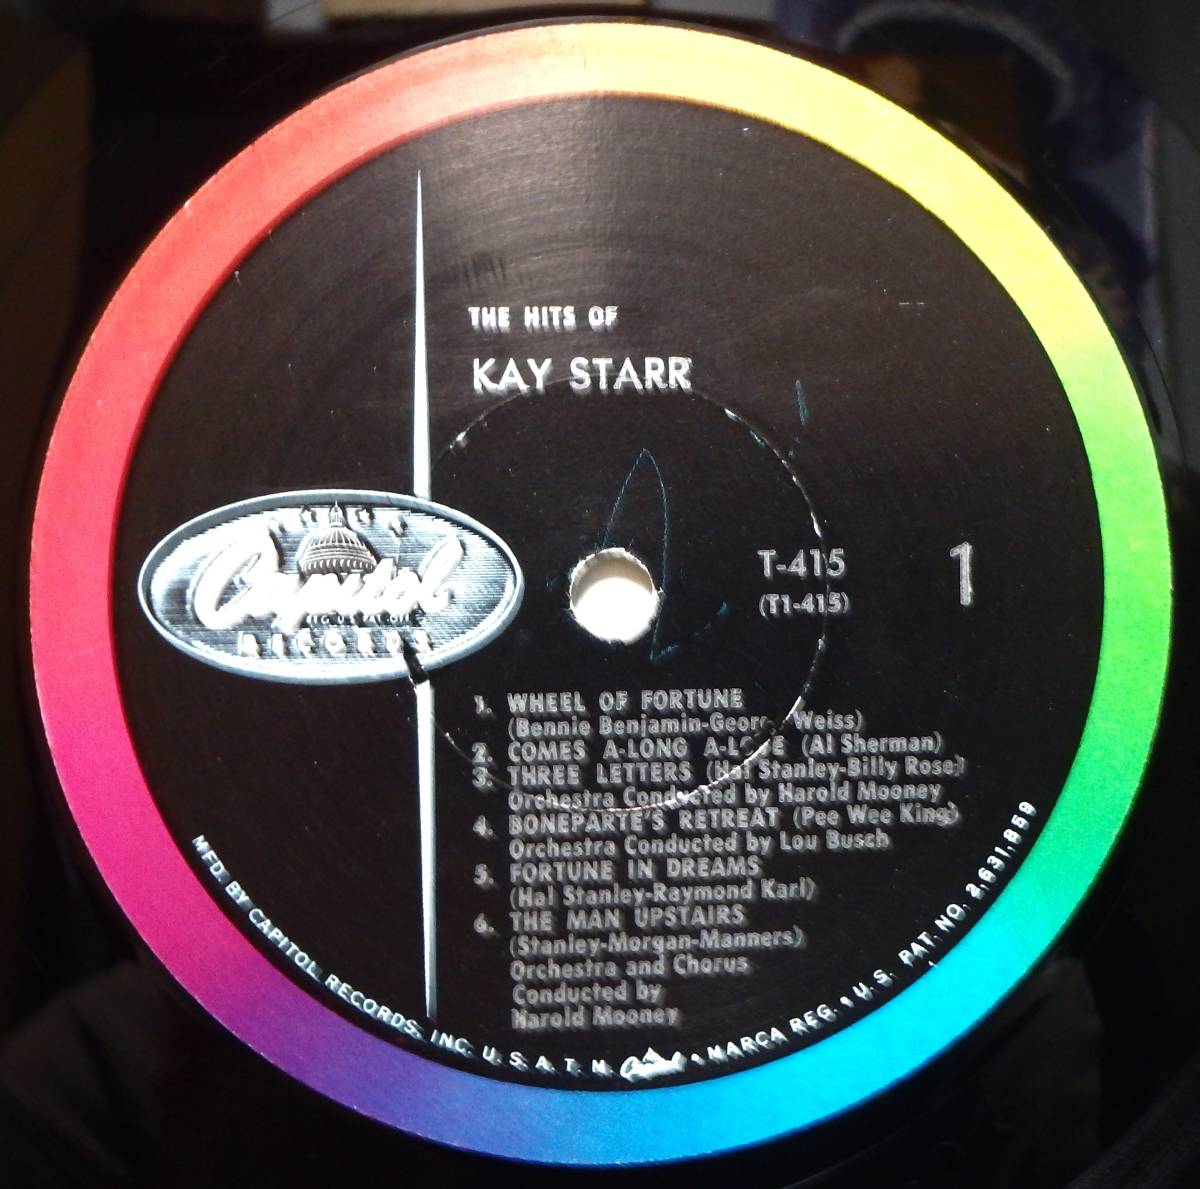 THE HITS OF
KAY STARR
Capitol
RECORDS
T-415
(T1-415)
1
1. WHEEL OF FORTUNE
(Bennie Benjamin-George Weiss)
2. COMES A-LONG A-LOVE (Al Sherman)
3. THREE LETTERS (Hal Stanley-Billy Rose)
Orchestra Conducted by Harold Mooney
4. BONEPARTE'S RETREAT (Pee Wee King)
Orchestra Conducted by Lou Busch
5. FORTUNE IN DREAMS
(Hal Stanley-Raymond Karl)
6. THE MAN UPSTAIRS
(Stanley-Morgan-Manners)
Orchestra and Chorus
Conducted by
Harold Mooney
MFD. BY CAPITOL RECORDS, INC. U. S. A. T. M. Capitol • MARCA REG. • U.S. PAT. NO. 2,631,859